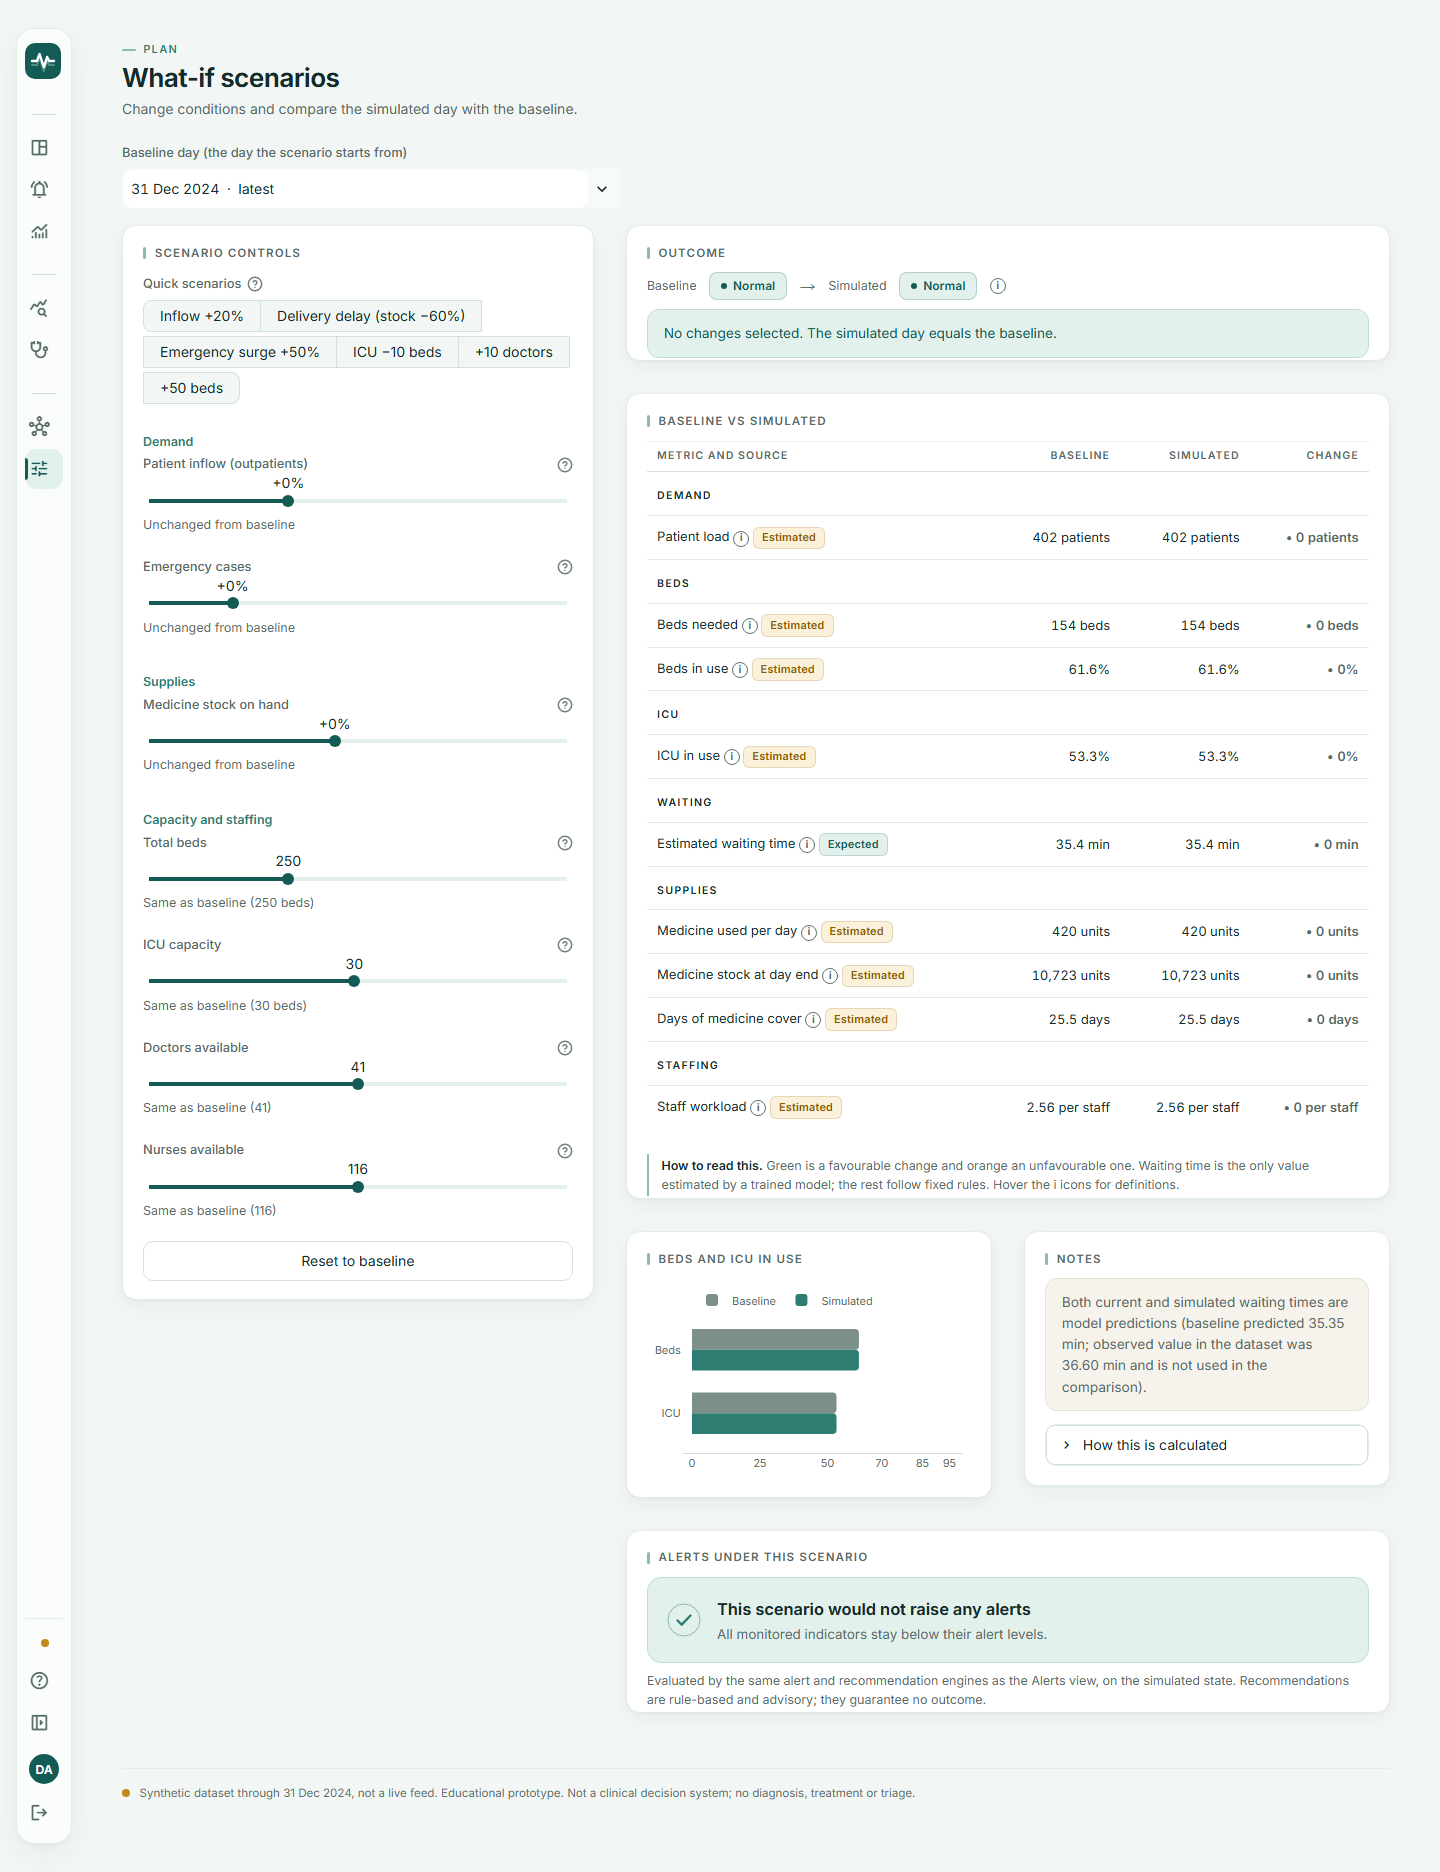 PLAN
What-if scenarios
Change conditions and compare the simulated day with the baseline.
Baseline day (the day the scenario starts from)
31 Dec 2024 · latest
SCENARIO CONTROLS
Quick scenarios
Inflow +20%
Delivery delay (stock −60%)
Emergency surge +50%
ICU −10 beds
+10 doctors
+50 beds
Demand
Patient inflow (outpatients)
+0%
Unchanged from baseline
Emergency cases
+0%
Unchanged from baseline
Supplies
Medicine stock on hand
+0%
Unchanged from baseline
Capacity and staffing
Total beds
250
Same as baseline (250 beds)
ICU capacity
30
Same as baseline (30 beds)
Doctors available
41
Same as baseline (41)
Nurses available
116
Same as baseline (116)
Reset to baseline
OUTCOME
Baseline • Normal → Simulated • Normal
No changes selected. The simulated day equals the baseline.
BASELINE VS SIMULATED
METRIC AND SOURCE BASELINE SIMULATED CHANGE
DEMAND
Patient load Estimated 402 patients 402 patients • 0 patients
BEDS
Beds needed Estimated 154 beds 154 beds • 0 beds
Beds in use Estimated 61.6% 61.6% • 0%
ICU
ICU in use Estimated 53.3% 53.3% • 0%
WAITING
Estimated waiting time Expected 35.4 min 35.4 min • 0 min
SUPPLIES
Medicine used per day Estimated 420 units 420 units • 0 units
Medicine stock at day end Estimated 10,723 units 10,723 units • 0 units
Days of medicine cover Estimated 25.5 days 25.5 days • 0 days
STAFFING
Staff workload Estimated 2.56 per staff 2.56 per staff • 0 per staff
How to read this. Green is a favourable change and orange an unfavourable one. Waiting time is the only value
estimated by a trained model; the rest follow fixed rules. Hover the i icons for definitions.
BEDS AND ICU IN USE
Baseline Simulated
Beds
ICU
0 25 50 70 85 95
NOTES
Both current and simulated waiting times are
model predictions (baseline predicted 35.35
min; observed value in the dataset was
36.60 min and is not used in the
comparison).
How this is calculated
ALERTS UNDER THIS SCENARIO
This scenario would not raise any alerts
All monitored indicators stay below their alert levels.
Evaluated by the same alert and recommendation engines as the Alerts view, on the simulated state. Recommendations
are rule-based and advisory; they guarantee no outcome.
DA
Synthetic dataset through 31 Dec 2024, not a live feed. Educational prototype. Not a clinical decision system; no diagnosis, treatment or triage.